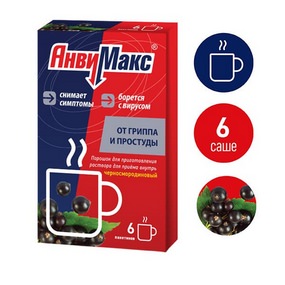 АнвиМакс
снимает
симптомы
борется
с вирусом
ОТ ГРИППА
И ПРОСТУДЫ
Порошок для приготовления
раствора для приёма внутрь
черносмородиновый
6
пакетиков
6
саше